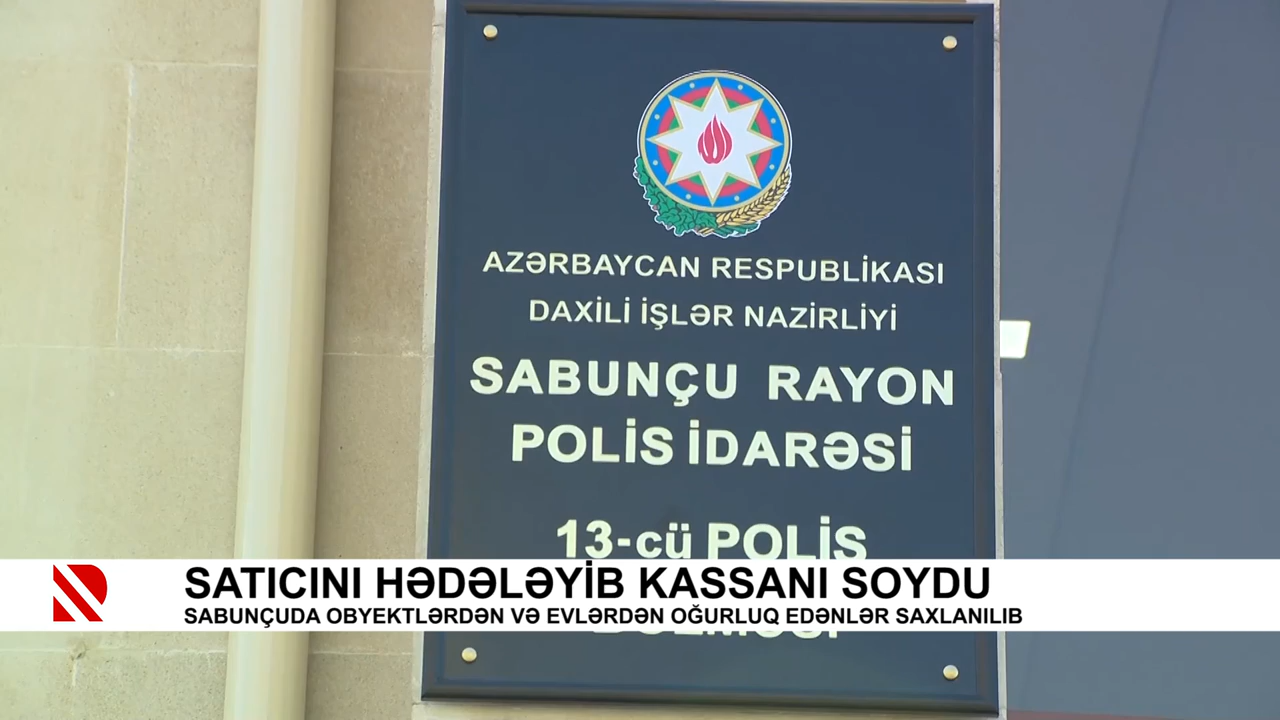 AZƏRBAYCAN RESPUBLİKASI
DAXİLİ İŞLƏR NAZİRLİYİ
SABUNÇU RAYON
POLİS İDARƏSİ
13-cü POLİS
SATICINI HƏDƏLƏYİB KASSANI SOYDU
SABUNÇUDA OBYEKTLƏRDƏN VƏ EVLƏRDƏN OĞURLUQ EDƏNLƏR SAXLANILIB